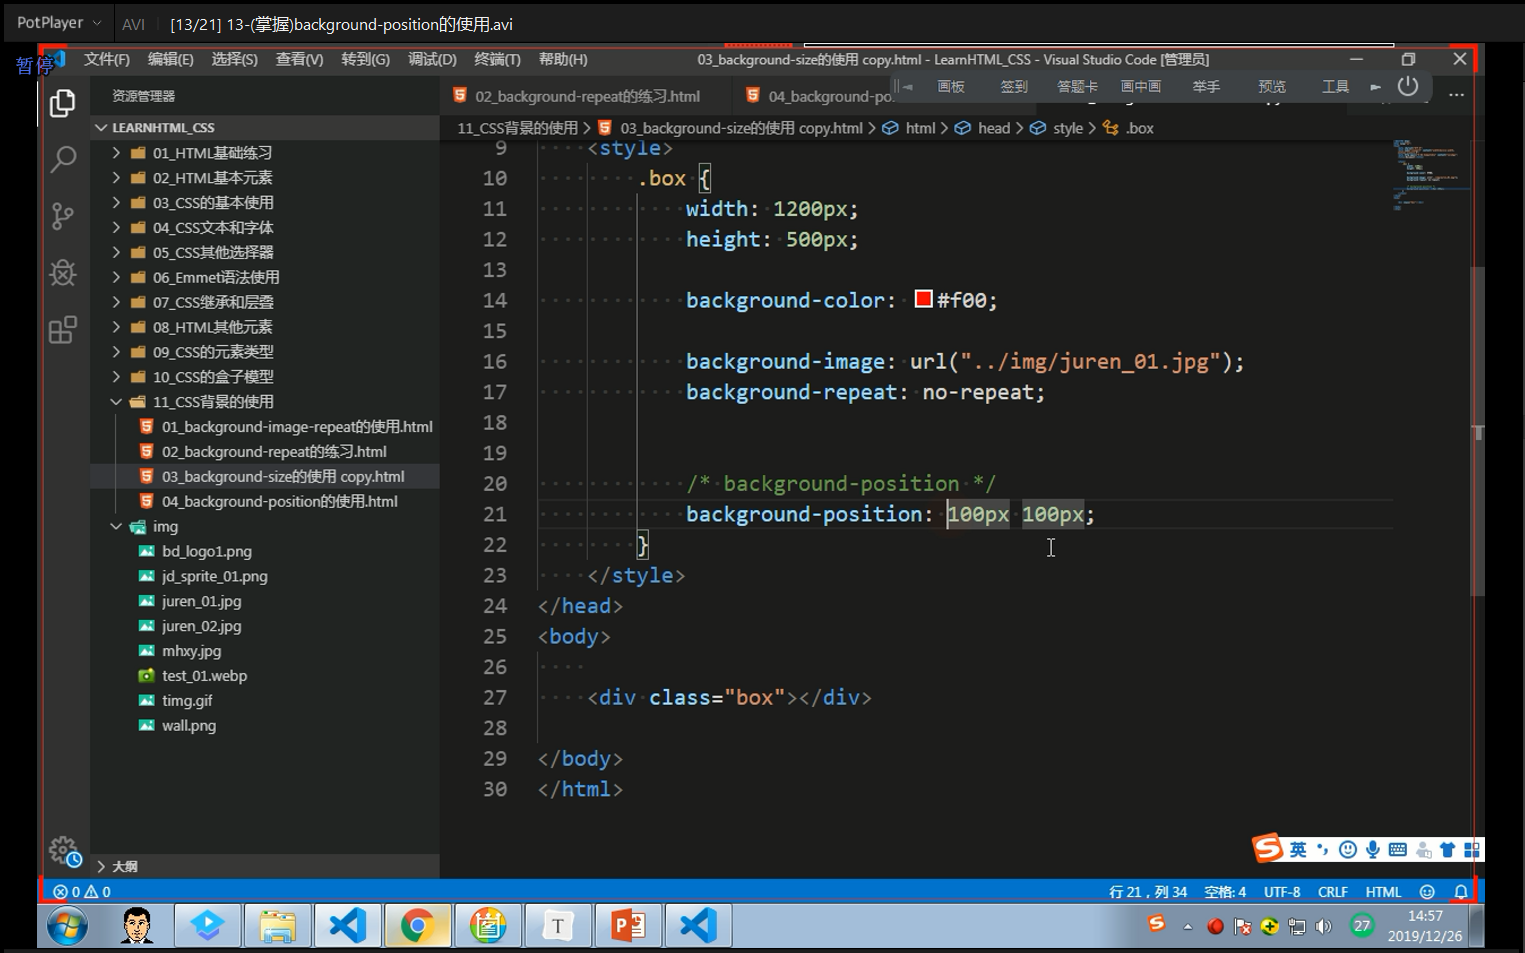 PotPlayer AVI [13/21] 13-(掌握)background-position的使用.avi
暂停
文件(F) 编辑(E) 选择(S) 查看(V) 转到(G) 调试(D) 终端(T) 帮助(H) 03_background-size的使用 copy.html - LearnHTML_CSS - Visual Studio Code [管理员]
画板 签到 答题卡 画中画 举手 预览 工具
资源管理器
02_background-repeat的练习.html 04_background-po
11_CSS背景的使用 > 03_background-size的使用 copy.html > html > head > style > .box
LEARNHTML_CSS
01_HTML基础练习
02_HTML基本元素
03_CSS的基本使用
04_CSS文本和字体
05_CSS其他选择器
06_Emmet语法使用
07_CSS继承和层叠
08_HTML其他元素
09_CSS的元素类型
10_CSS的盒子模型
11_CSS背景的使用
01_background-image-repeat的使用.html
02_background-repeat的练习.html
03_background-size的使用 copy.html
04_background-position的使用.html
img
bd_logo1.png
jd_sprite_01.png
juren_01.jpg
juren_02.jpg
mhxy.jpg
test_01.webp
timg.gif
wall.png
大纲
9 <style>
10 .box {
11 width: 1200px;
12 height: 500px;
13
14 background-color: #f00;
15
16 background-image: url("../img/juren_01.jpg");
17 background-repeat: no-repeat;
18
19
20 /* background-position */
21 background-position: 100px 100px;
22 }
23 </style>
24 </head>
25 <body>
26
27 <div class="box"></div>
28
29 </body>
30 </html>
英
0 0 行 21，列 34 空格: 4 UTF-8 CRLF HTML
27 14:57
2019/12/26